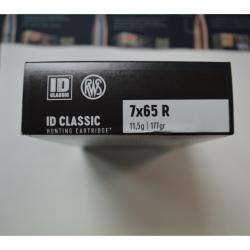 ID
CLASSIC
RWS
ID CLASSIC
HUNTING CARTRIDGE*
7x65 R
11,5g | 177gr